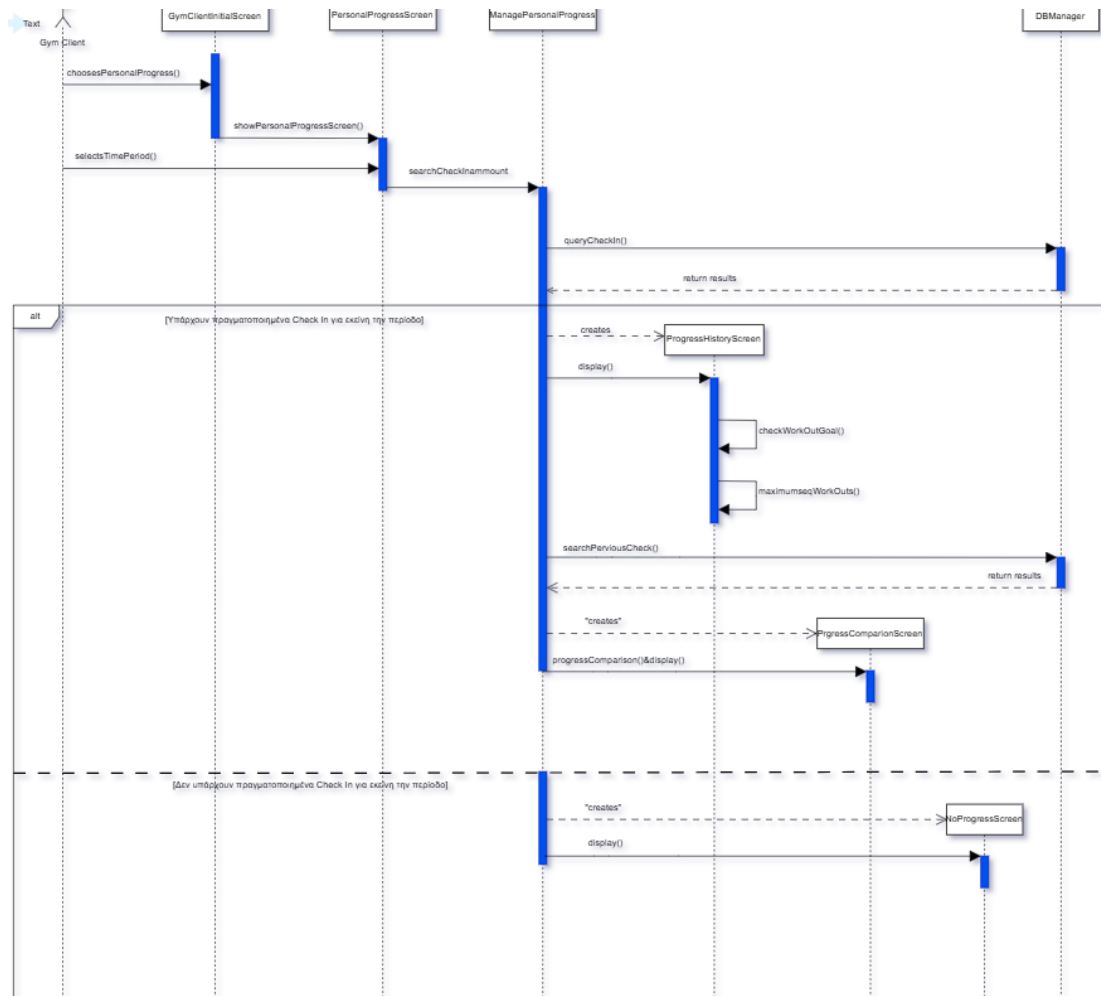 Text
GymClientInitialScreen
PersonalProgressScreen
ManagePersonalProgress
DBManager
Gym Client
choosesPersonalProgress()
showPersonalProgressScreen()
selectsTimePeriod()
searchCheckInammount
queryCheckIn()
return results
alt
[Υπάρχουν πραγματοποιημένα Check In για εκείνη την περίοδο]
creates
ProgressHistoryScreen
display()
checkWorkOutGoal()
maximumseqWorkOuts()
searchPerviousCheck()
return results
"creates"
PrgressComparionScreen
progressComparison()&display()
[Δεν υπάρχουν πραγματοποιημένα Check In για εκείνη την περίοδο]
"creates"
NoProgressScreen
display()